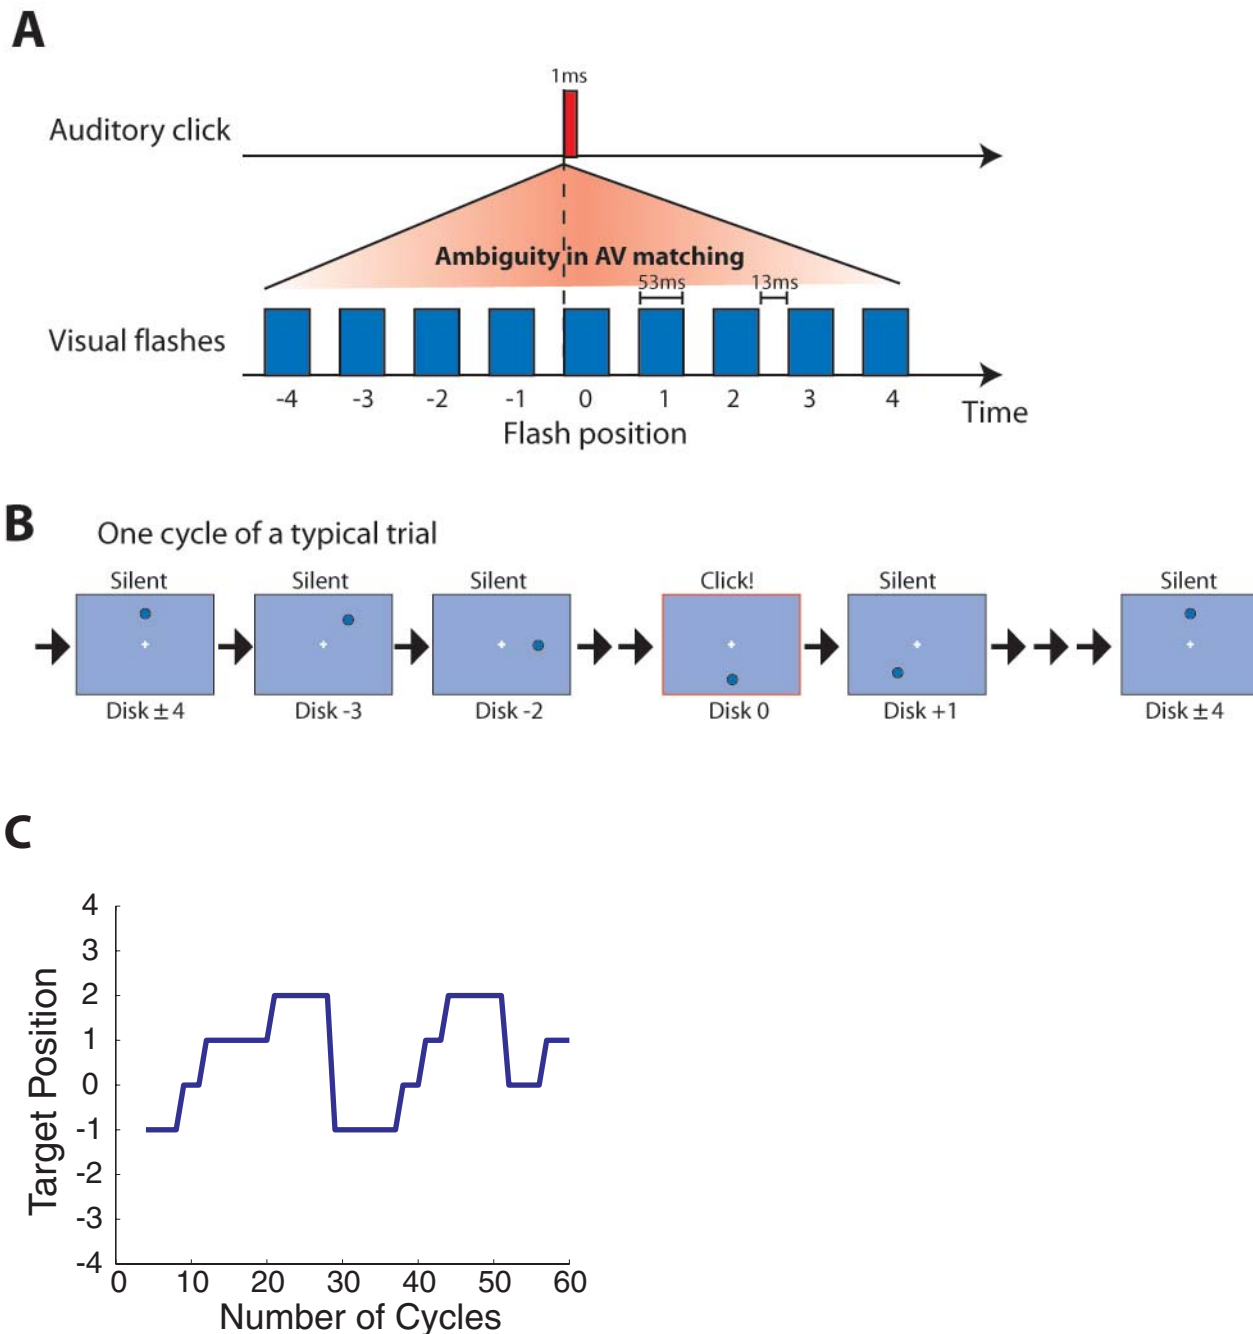 A
1ms
Auditory click
Ambiguity in AV matching
53ms 13ms
Visual flashes
-4 -3 -2 -1 0 1 2 3 4
Time
Flash position
B
One cycle of a typical trial
Silent Silent Silent Click! Silent Silent
Disk ± 4 Disk -3 Disk -2 Disk 0 Disk +1 Disk ± 4
C
4
3
2
1
0
-1
-2
-3
-4
Target Position
0 10 20 30 40 50 60
Number of Cycles